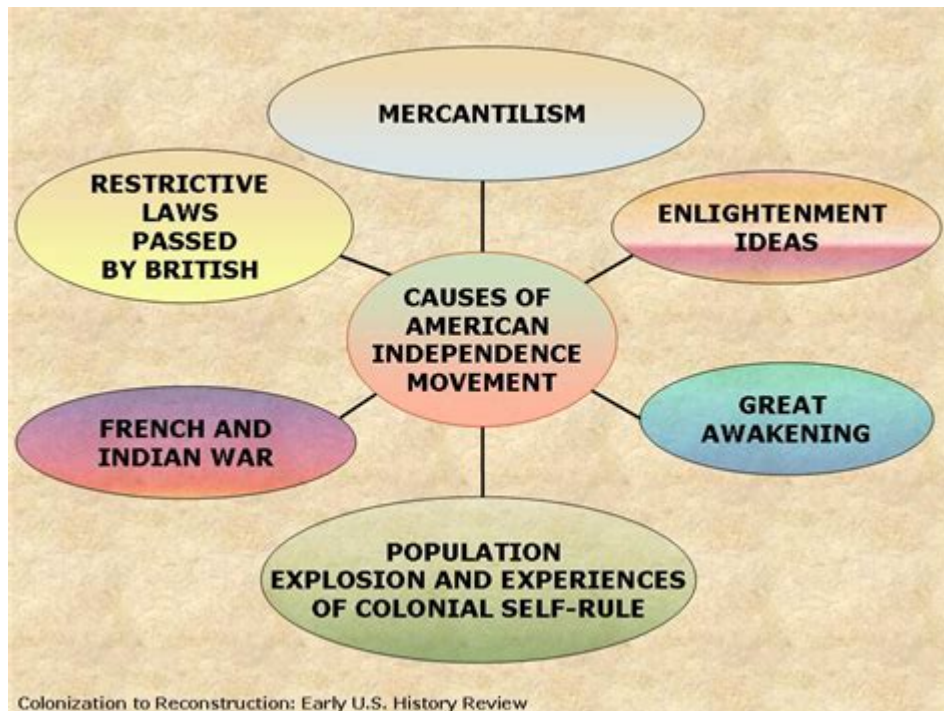 MERCANTILISM
RESTRICTIVE
LAWS
PASSED
BY BRITISH
ENLIGHTENMENT
IDEAS
CAUSES OF
AMERICAN
INDEPENDENCE
MOVEMENT
FRENCH AND
INDIAN WAR
GREAT
AWAKENING
POPULATION
EXPLOSION AND EXPERIENCES
OF COLONIAL SELF-RULE
Colonization to Reconstruction: Early U.S. History Review